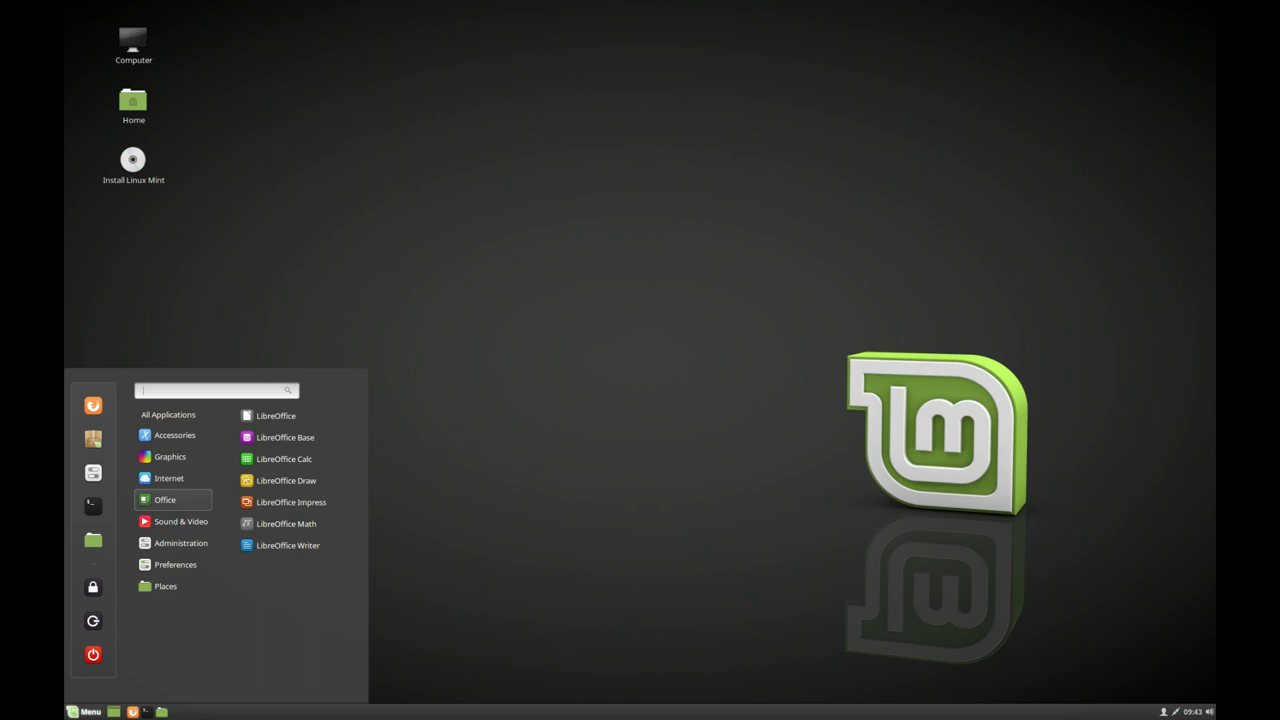 Computer
Home
Install Linux Mint
All Applications
Accessories
Graphics
Internet
Office
Sound & Video
Administration
Preferences
Places
LibreOffice
LibreOffice Base
LibreOffice Calc
LibreOffice Draw
LibreOffice Impress
LibreOffice Math
LibreOffice Writer
lm
Menu
09:43